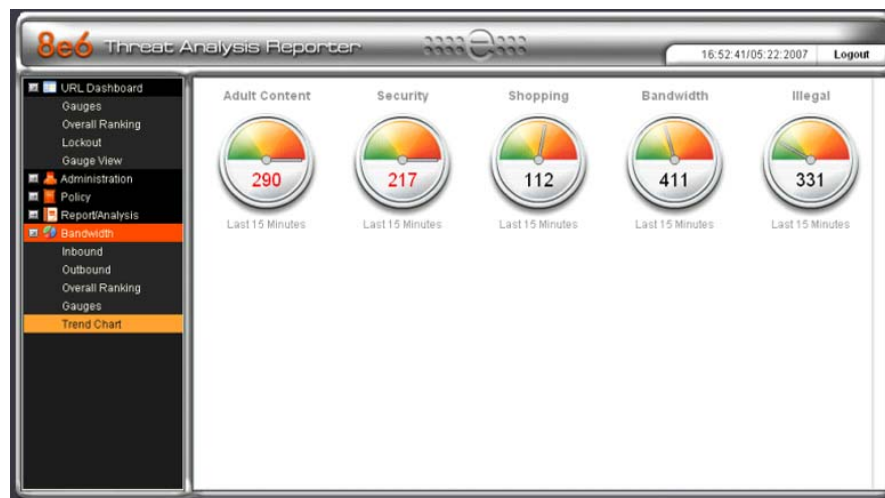 8e6 Threat Analysis Reporter
16:52:41/05:22:2007 Logout
URL Dashboard
Gauges
Overall Ranking
Lockout
Gauge View
Administration
Policy
Report/Analysis
Bandwidth
Inbound
Outbound
Overall Ranking
Gauges
Trend Chart
Adult Content Security Shopping Bandwidth Illegal
290 217 112 411 331
Last 15 Minutes Last 15 Minutes Last 15 Minutes Last 15 Minutes Last 15 Minutes